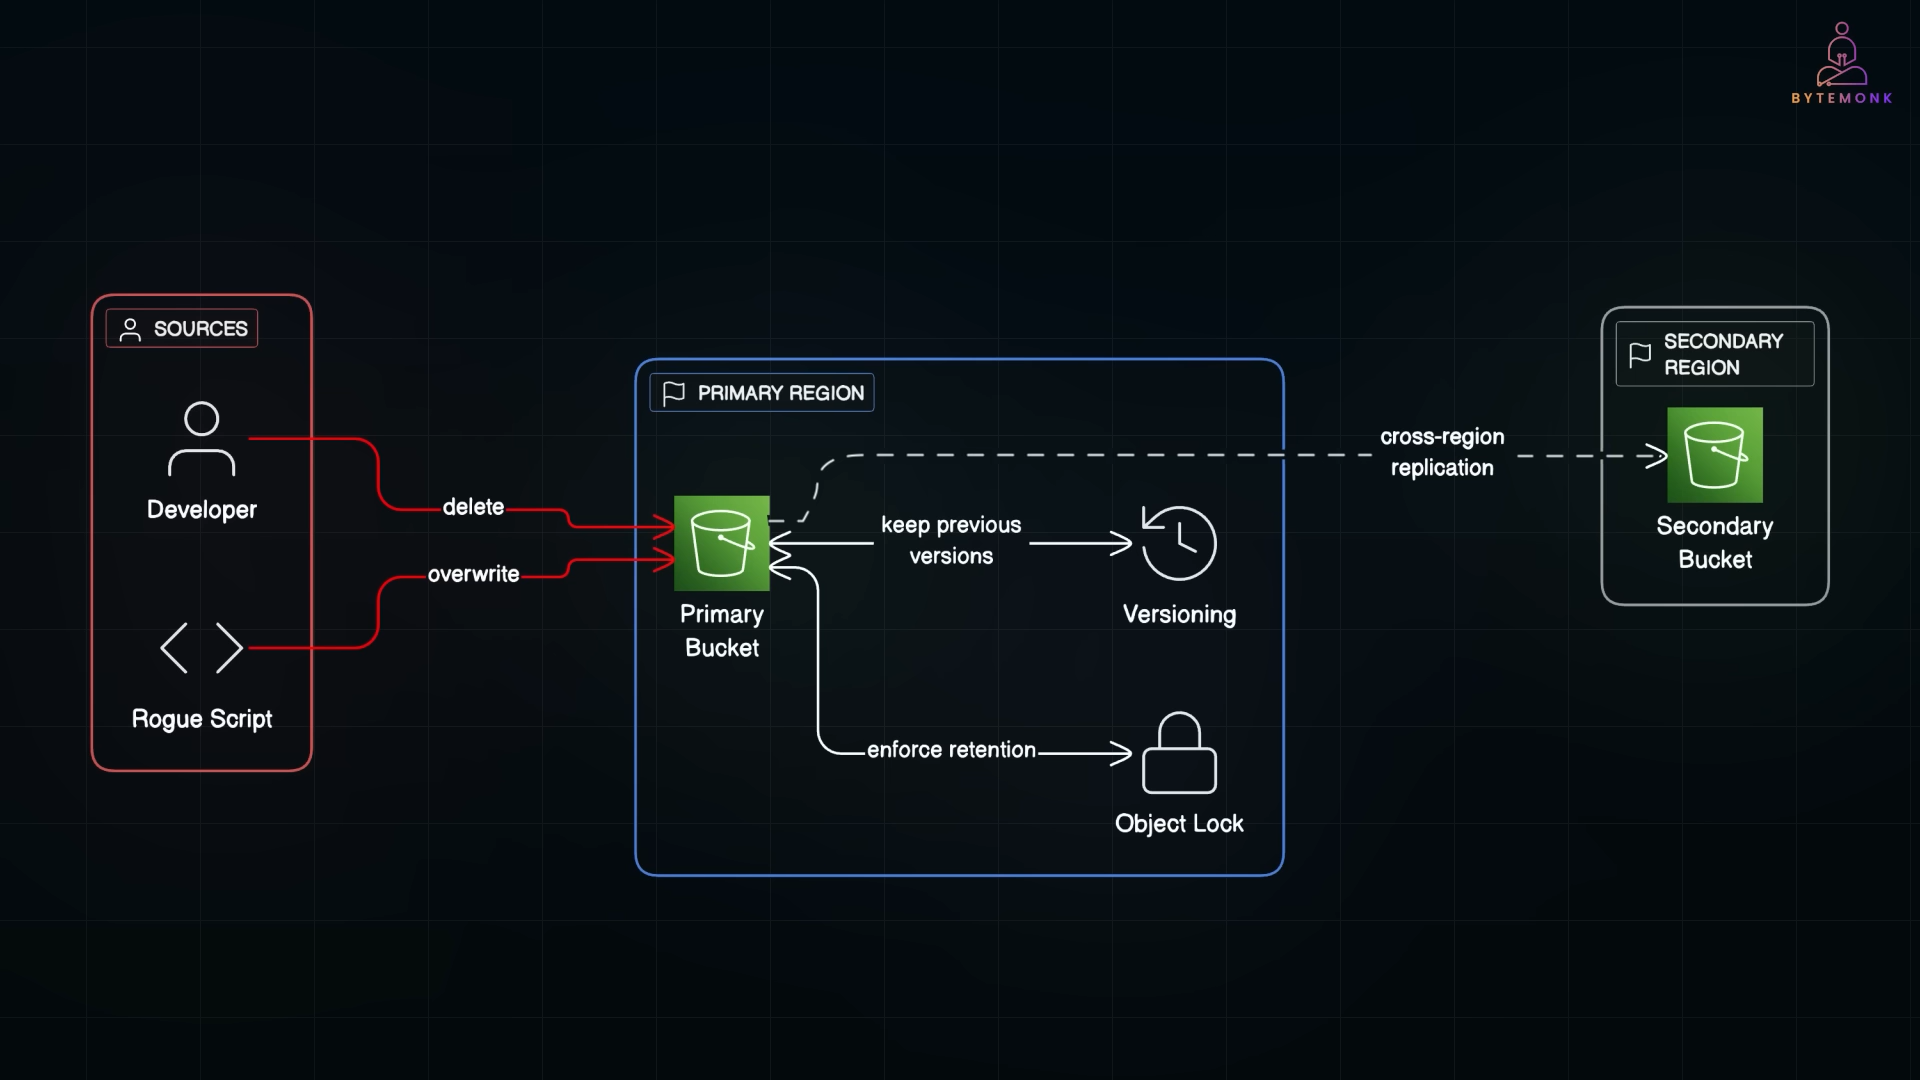 BYTEMONK
SOURCES
Developer
Rogue Script
delete
overwrite
PRIMARY REGION
Primary
Bucket
keep previous
versions
Versioning
enforce retention
Object Lock
cross-region
replication
SECONDARY
REGION
Secondary
Bucket